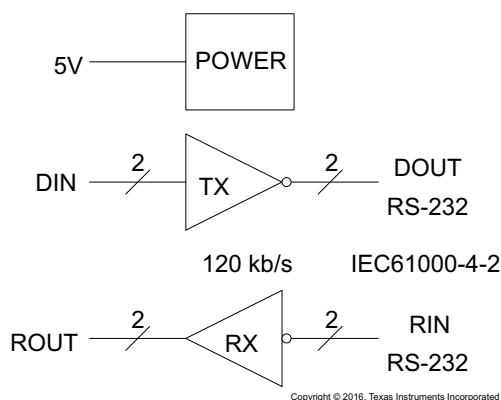 5V POWER
2 2 DOUT
DIN TX
RS-232
120 kb/s IEC61000-4-2
2 2 RIN
ROUT RX
RS-232
Copyright © 2016, Texas Instruments Incorporated